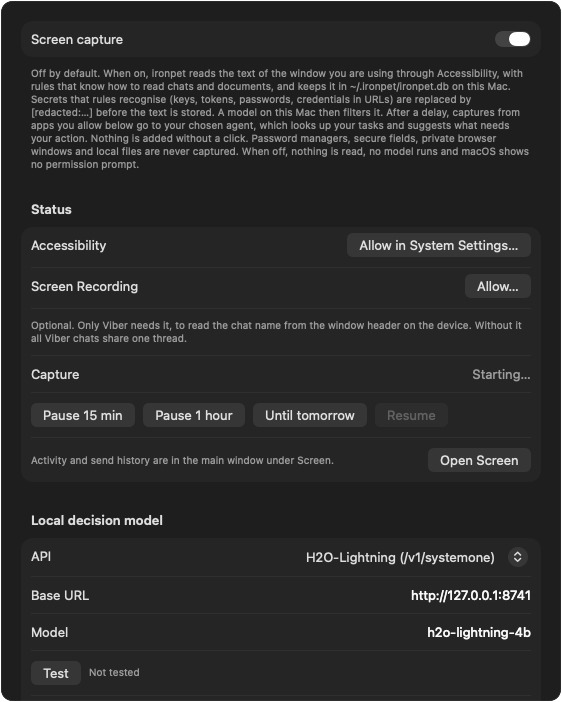 Screen capture
Off by default. When on, ironpet reads the text of the window you are using through Accessibility, with
rules that know how to read chats and documents, and keeps it in ~/.ironpet/ironpet.db on this Mac.
Secrets that rules recognise (keys, tokens, passwords, credentials in URLs) are replaced by
[redacted:...] before the text is stored. A model on this Mac then filters it. After a delay, captures from
apps you allow below go to your chosen agent, which looks up your tasks and suggests what needs
your action. Nothing is added without a click. Password managers, secure fields, private browser
windows and local files are never captured. When off, nothing is read, no model runs and macOS shows
no permission prompt.
Status
Accessibility
Allow in System Settings...
Screen Recording
Allow...
Optional. Only Viber needs it, to read the chat name from the window header on the device. Without it
all Viber chats share one thread.
Capture
Starting...
Pause 15 min
Pause 1 hour
Until tomorrow
Resume
Activity and send history are in the main window under Screen.
Open Screen
Local decision model
API
H2O-Lightning (/v1/systemone)
Base URL
http://127.0.0.1:8741
Model
h2o-lightning-4b
Test
Not tested